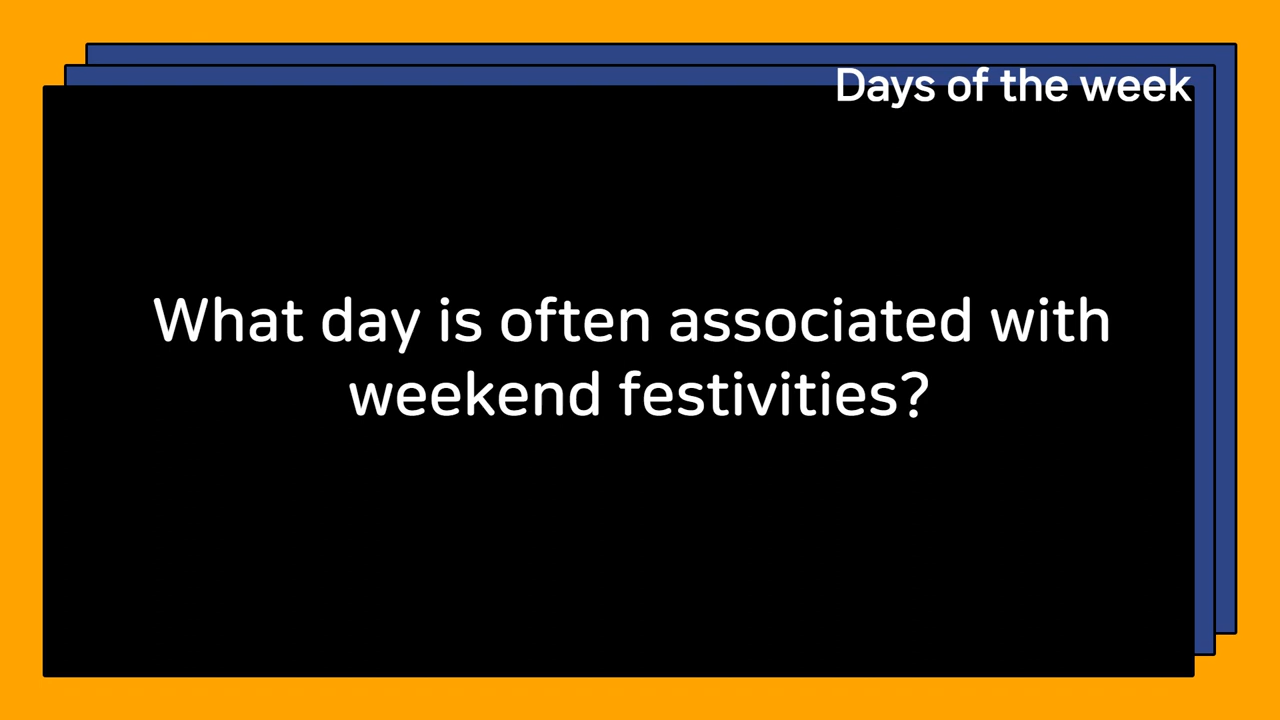 Days of the week
What day is often associated with
weekend festivities?